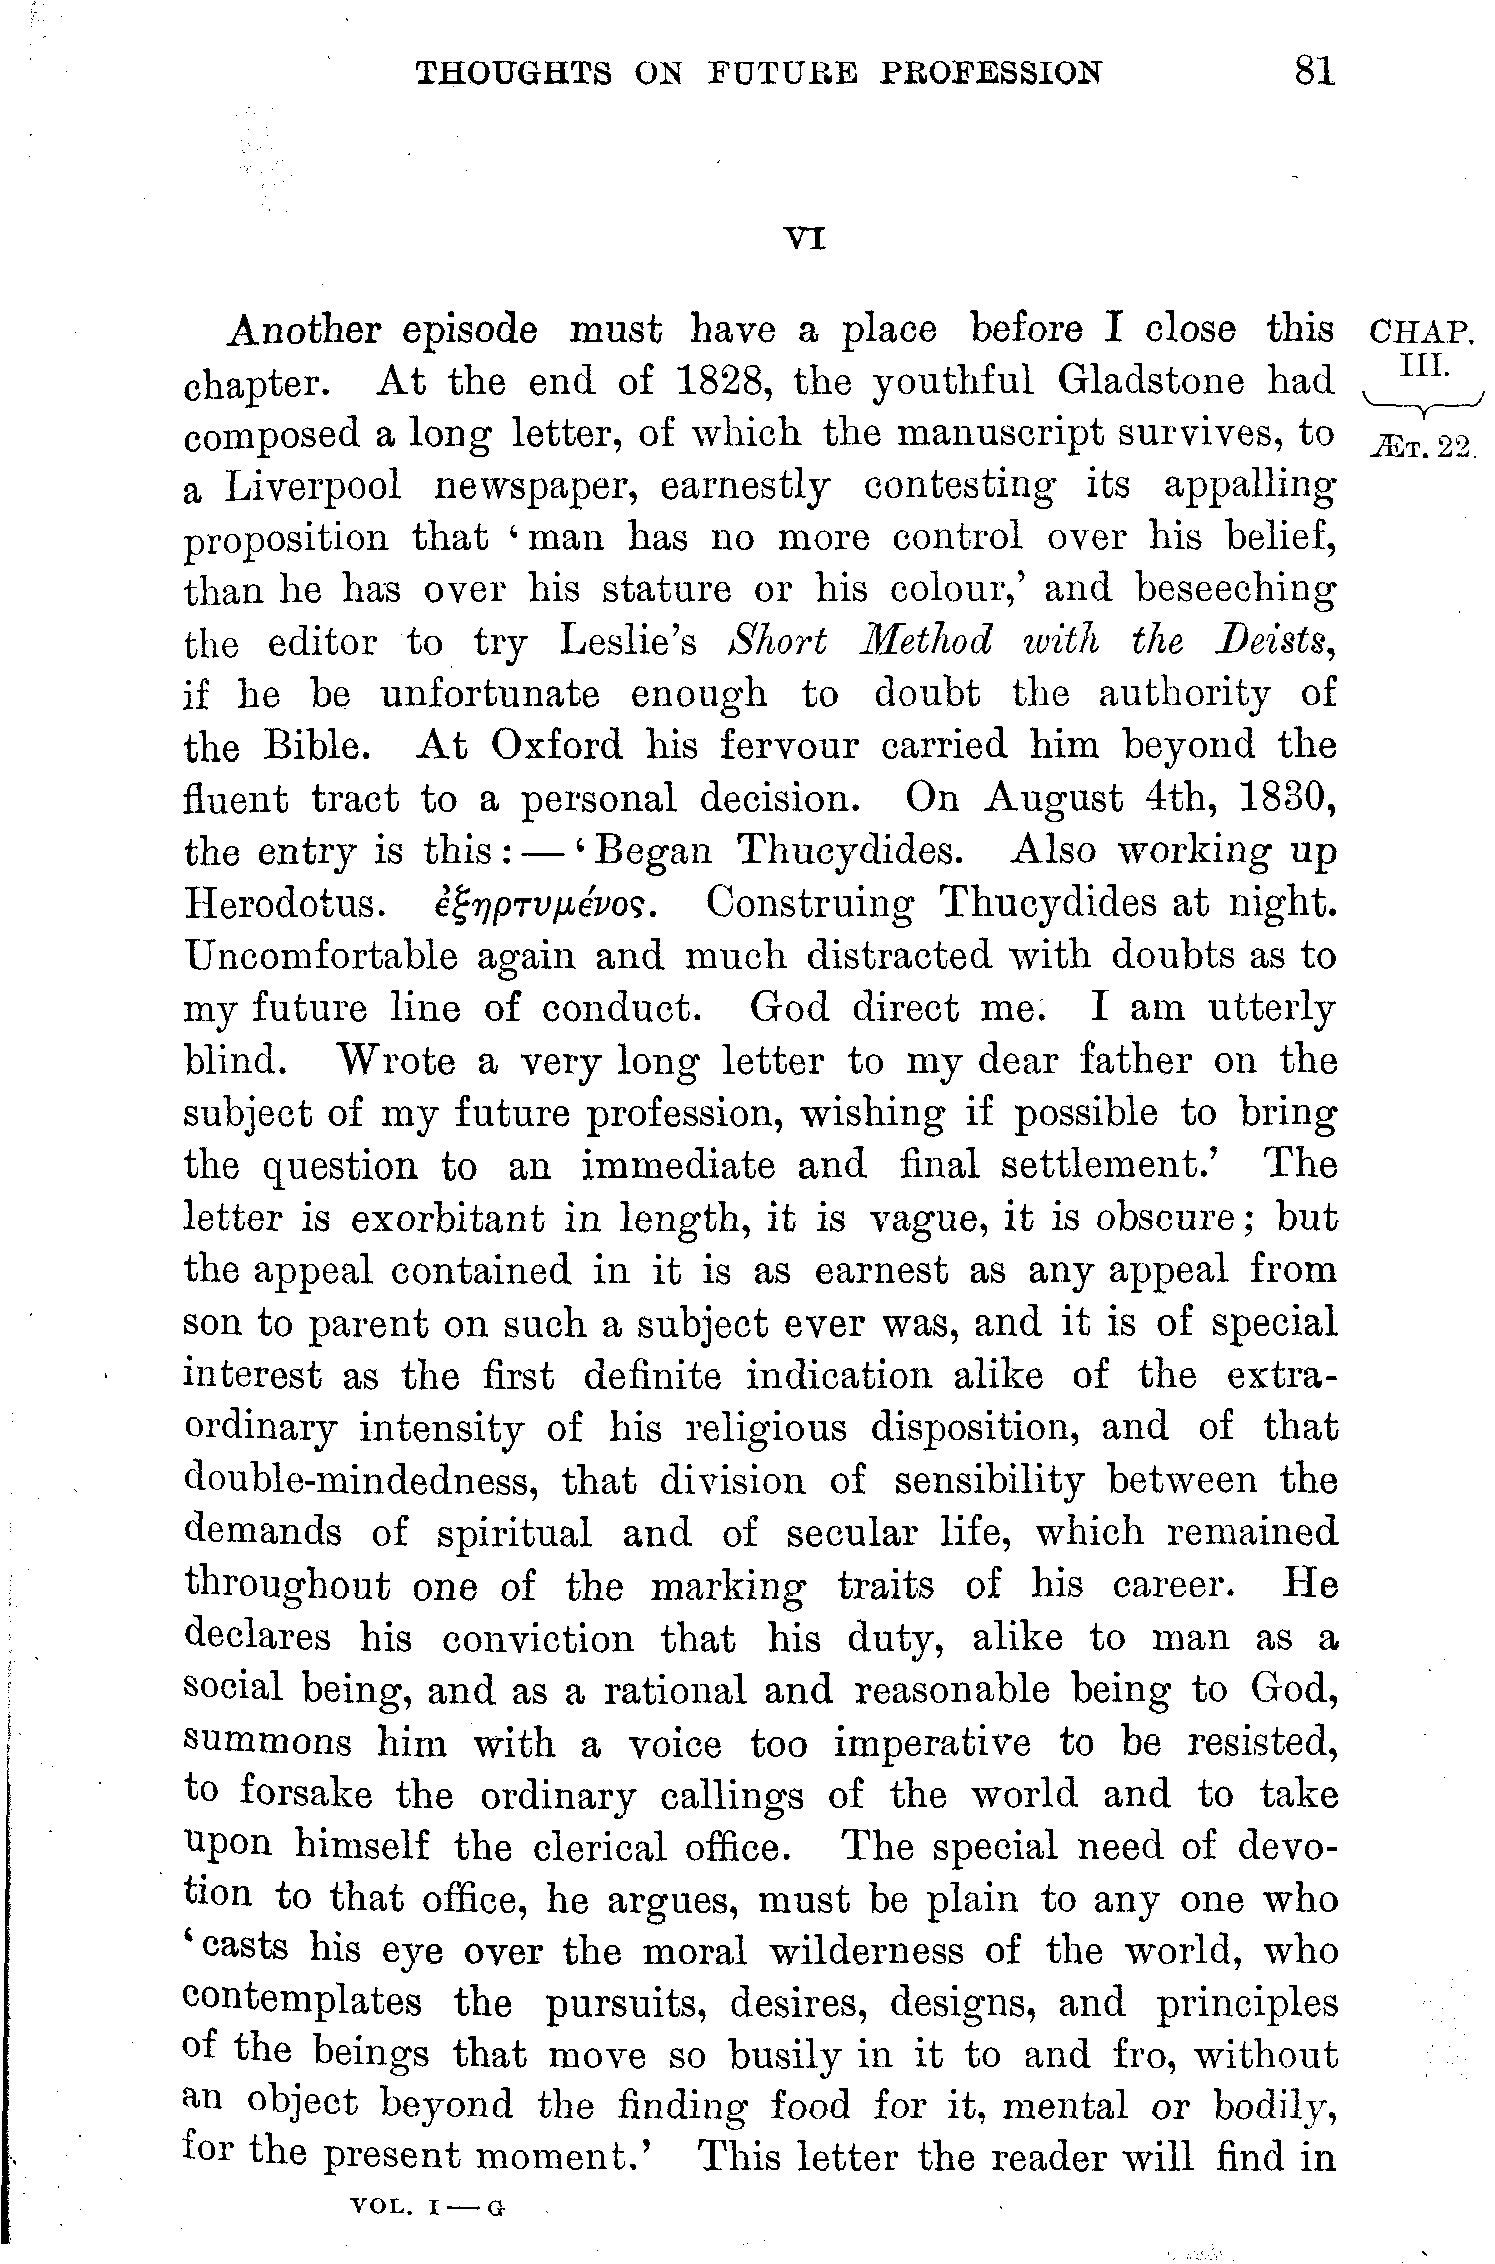 THOUGHTS ON FUTURE PROFESSION 81
VI
Another episode must have a place before I close this
chapter. At the end of 1828, the youthful Gladstone had
composed a long letter, of which the manuscript survives, to
a Liverpool newspaper, earnestly contesting its appalling
proposition that ‘man has no more control over his belief,
than he has over his stature or his colour,’ and beseeching
the editor to try Leslie’s Short Method with the Deists,
if he be unfortunate enough to doubt the authority of
the Bible. At Oxford his fervour carried him beyond the
fluent tract to a personal decision. On August 4th, 1830,
the entry is this:—‘Began Thucydides. Also working up
Herodotus. ἐξηρτυμένος. Construing Thucydides at night.
Uncomfortable again and much distracted with doubts as to
my future line of conduct. God direct me. I am utterly
blind. Wrote a very long letter to my dear father on the
subject of my future profession, wishing if possible to bring
the question to an immediate and final settlement.’ The
letter is exorbitant in length, it is vague, it is obscure; but
the appeal contained in it is as earnest as any appeal from
son to parent on such a subject ever was, and it is of special
interest as the first definite indication alike of the extra-
ordinary intensity of his religious disposition, and of that
double-mindedness, that division of sensibility between the
demands of spiritual and of secular life, which remained
throughout one of the marking traits of his career. He
declares his conviction that his duty, alike to man as a
social being, and as a rational and reasonable being to God,
summons him with a voice too imperative to be resisted,
to forsake the ordinary callings of the world and to take
upon himself the clerical office. The special need of devo-
tion to that office, he argues, must be plain to any one who
‘casts his eye over the moral wilderness of the world, who
contemplates the pursuits, desires, designs, and principles
of the beings that move so busily in it to and fro, without
an object beyond the finding food for it, mental or bodily,
for the present moment.’ This letter the reader will find in
VOL. I—G
CHAP.
III.
ÆT. 22.